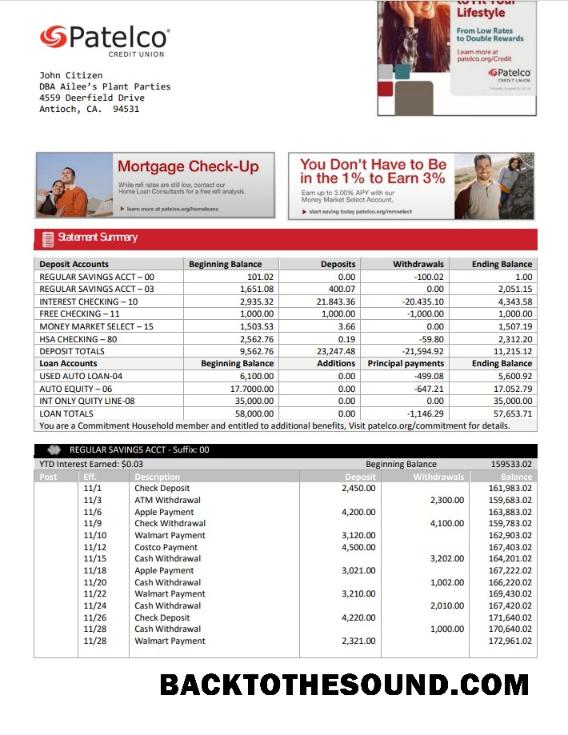 to Fit Your
Lifestyle
From Low Rates
to Double Rewards
Learn more at
patelco.org/Credit
Patelco
CREDIT UNION
Patelco®
CREDIT UNION
John Citizen
DBA Ailee's Plant Parties
4559 Deerfield Drive
Antioch, CA. 94531
Mortgage Check-Up
While refi rates are still low, contact our
Home Loan Consultants for a free refi analysis.
learn more at patelco.org/homeloans
You Don't Have to Be
in the 1% to Earn 3%
Earn up to 3.00% APY with our
Money Market Select Account.
start saving today patelco.org/mmselect
Statement Summary
Deposit Accounts Beginning Balance Deposits Withdrawals Ending Balance
REGULAR SAVINGS ACCT – 00 101.02 0.00 -100.02 1.00
REGULAR SAVINGS ACCT – 03 1,651.08 400.07 0.00 2,051.15
INTEREST CHECKING – 10 2,935.32 21.843.36 -20.435.10 4,343.58
FREE CHECKING – 11 1,000.00 1,000.00 -1,000.00 1,000.00
MONEY MARKET SELECT – 15 1,503.53 3.66 0.00 1,507.19
HSA CHECKING – 80 2,562.76 0.19 -59.80 2,312.20
DEPOSIT TOTALS 9,562.76 23,247.48 -21,594.92 11,215.12
Loan Accounts Beginning Balance Additions Principal payments Ending Balance
USED AUTO LOAN-04 6,100.00 0.00 -499.08 5,600.92
AUTO EQUITY – 06 17.7000.00 0.00 -647.21 17.052.79
INT ONLY QUITY LINE-08 35,000.00 0.00 0.00 35,000.00
LOAN TOTALS 58,000.00 0.00 -1,146.29 57,653.71
You are a Commitment Household member and entitled to additional benefits, Visit patelco.org/commitment for details.
REGULAR SAVINGS ACCT - Suffix: 00
YTD Interest Earned: $0.03 Beginning Balance 159533.02
Post Eff. Description Deposit Withdrawals Balance
11/1 Check Deposit 2,450.00 161,983.02
11/3 ATM Withdrawal 2,300.00 159,683.02
11/6 Apple Payment 4,200.00 163,883.02
11/9 Check Withdrawal 4,100.00 159,783.02
11/10 Walmart Payment 3,120.00 162,903.02
11/12 Costco Payment 4,500.00 167,403.02
11/15 Cash Withdrawal 3,202.00 164,201.02
11/18 Apple Payment 3,021.00 167,222.02
11/20 Cash Withdrawal 1,002.00 166,220.02
11/22 Walmart Payment 3,210.00 169,430.02
11/24 Cash Withdrawal 2,010.00 167,420.02
11/26 Check Deposit 4,220.00 171,640.02
11/28 Cash Withdrawal 1,000.00 170,640.02
11/28 Walmart Payment 2,321.00 172,961.02
BACKTOTHESOUND.COM